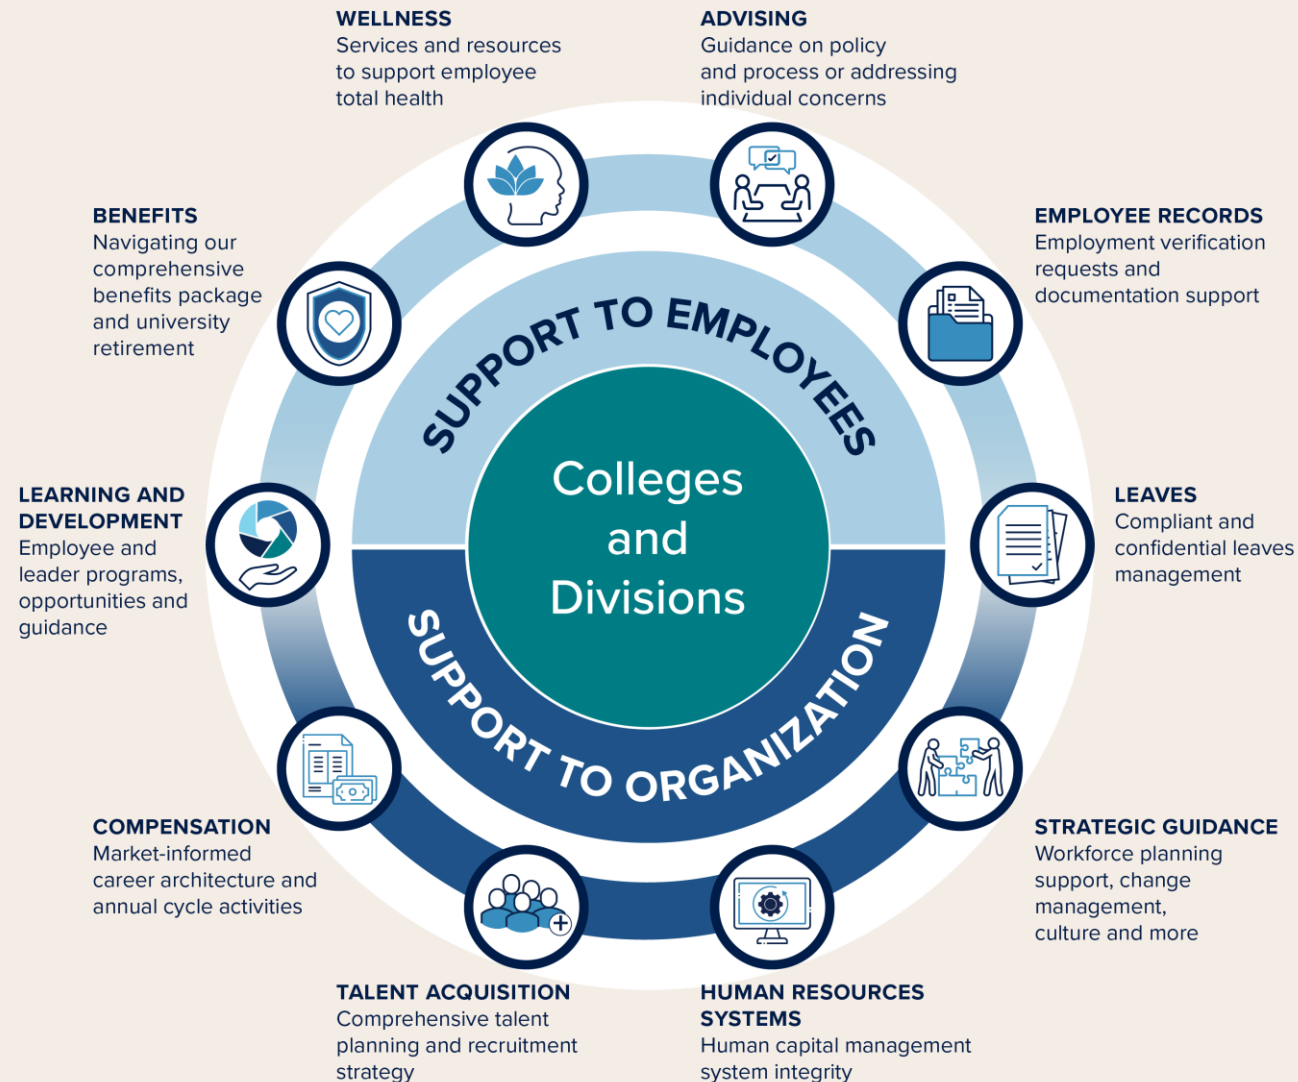 WELLNESS
Services and resources
to support employee
total health
ADVISING
Guidance on policy
and process or addressing
individual concerns
BENEFITS
Navigating our
comprehensive
benefits package
and university
retirement
EMPLOYEE RECORDS
Employment verification
requests and
documentation support
SUPPORT TO EMPLOYEES
Colleges
and
Divisions
LEARNING AND
DEVELOPMENT
Employee and
leader programs,
opportunities and
guidance
LEAVES
Compliant and
confidential leaves
management
SUPPORT TO ORGANIZATION
COMPENSATION
Market-informed
career architecture and
annual cycle activities
STRATEGIC GUIDANCE
Workforce planning
support, change
management,
culture and more
TALENT ACQUISITION
Comprehensive talent
planning and recruitment
strategy
HUMAN RESOURCES
SYSTEMS
Human capital management
system integrity